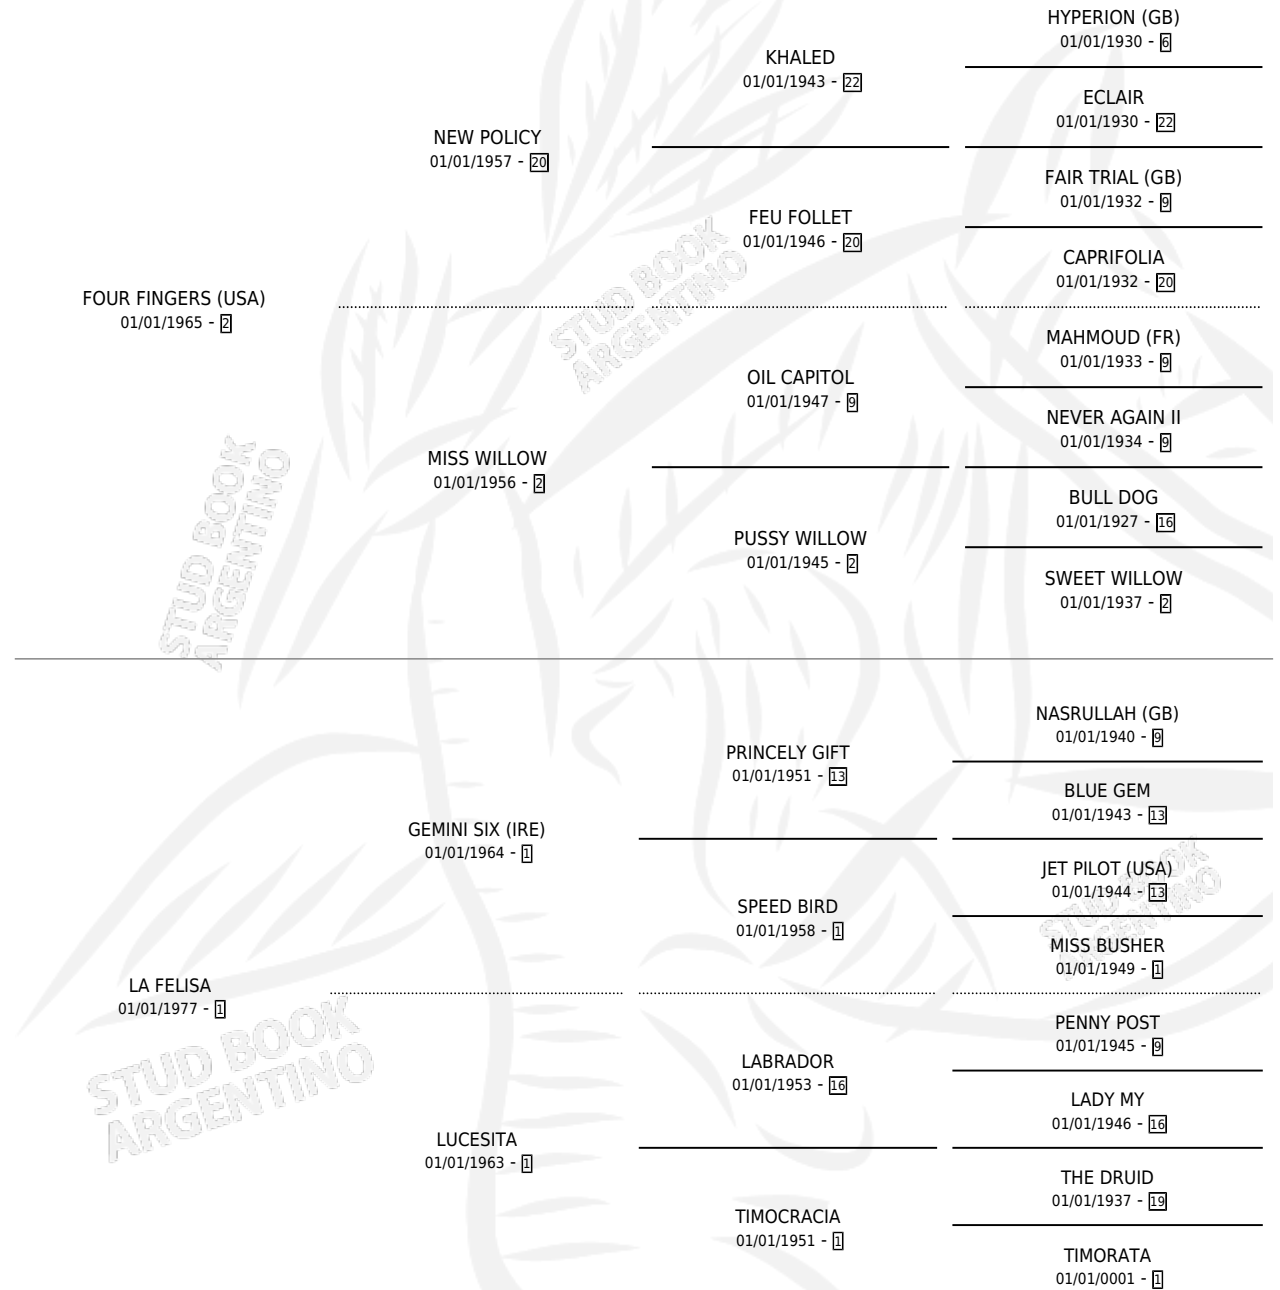 HYPERION (GB)
01/01/1930 - 6
KHALED
01/01/1943 - 22
ECLAIR
01/01/1930 - 22
NEW POLICY
01/01/1957 - 20
FAIR TRIAL (GB)
01/01/1932 - 9
FEU FOLLET
01/01/1946 - 20
CAPRIFOLIA
01/01/1932 - 20
FOUR FINGERS (USA)
01/01/1965 - 2
MAHMOUD (FR)
01/01/1933 - 9
OIL CAPITOL
01/01/1947 - 9
NEVER AGAIN II
01/01/1934 - 9
MISS WILLOW
01/01/1956 - 2
BULL DOG
01/01/1927 - 16
PUSSY WILLOW
01/01/1945 - 2
SWEET WILLOW
01/01/1937 - 2
NASRULLAH (GB)
01/01/1940 - 9
PRINCELY GIFT
01/01/1951 - 13
BLUE GEM
01/01/1943 - 13
GEMINI SIX (IRE)
01/01/1964 - 1
JET PILOT (USA)
01/01/1944 - 13
SPEED BIRD
01/01/1958 - 1
MISS BUSHER
01/01/1949 - 1
LA FELISA
01/01/1977 - 1
PENNY POST
01/01/1945 - 9
LABRADOR
01/01/1953 - 16
LADY MY
01/01/1946 - 16
LUCESITA
01/01/1963 - 1
THE DRUID
01/01/1937 - 19
TIMOCRACIA
01/01/1951 - 1
TIMORATA
01/01/0001 - 1
STUD BOOK
ARGENTINO
STUD BOOK
ARGENTINO
STUD BOOK
ARGENTINO
STUD BOOK
ARGENTINO